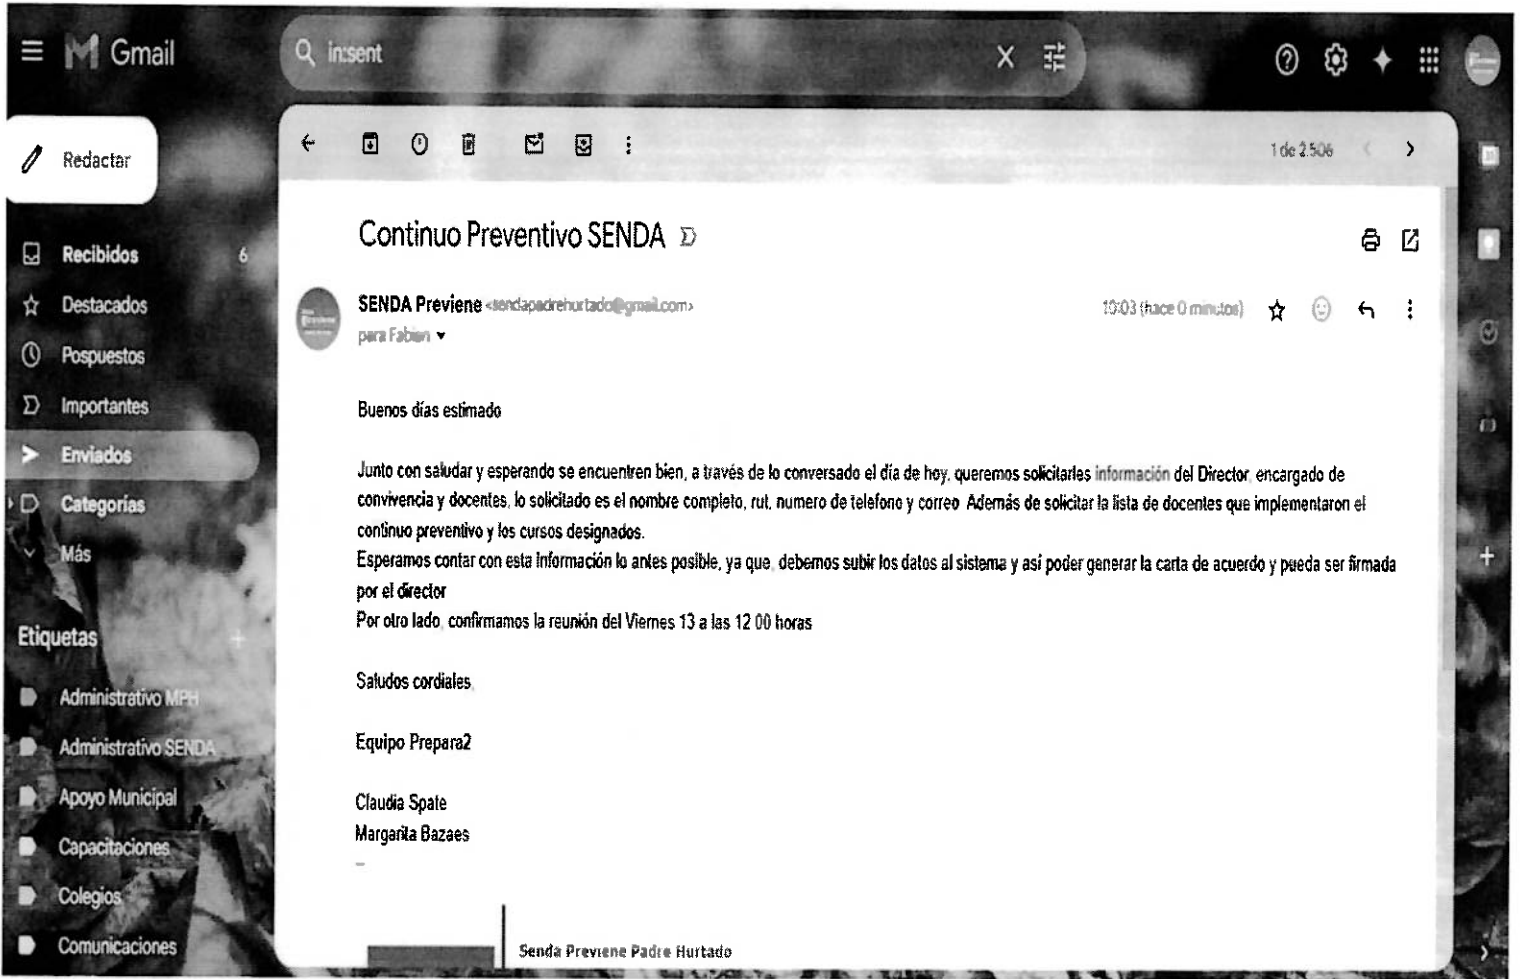 Gmail
in:sent
Redactar
1 de 2.506
Continuo Preventivo SENDA
Recibidos 6
Destacados
SENDA Previene <sendapadrehurtado@gmail.com>
10:03 (hace 0 minutos)
para Fabian
Pospuestos
Importantes
Enviados
Categorías
Más
Etiquetas
Administrativo MPH
Administrativo SENDA
Apoyo Municipal
Capacitaciones
Colegios
Comunicaciones
Buenos días estimado
Junto con saludar y esperando se encuentren bien, a través de lo conversado el día de hoy, queremos solicitarles información del Director, encargado de
convivencia y docentes, lo solicitado es el nombre completo, rut, numero de telefono y correo. Además de solicitar la lista de docentes que implementaron el
continuo preventivo y los cursos designados.
Esperamos contar con esta información lo antes posible, ya que, debemos subir los datos al sistema y así poder generar la carta de acuerdo y pueda ser firmada
por el director
Por otro lado, confirmamos la reunión del Viernes 13 a las 12 00 horas
Saludos cordiales,
Equipo Prepara2
Claudia Spate
Margarita Bazaes
--
Senda Previene Padre Hurtado